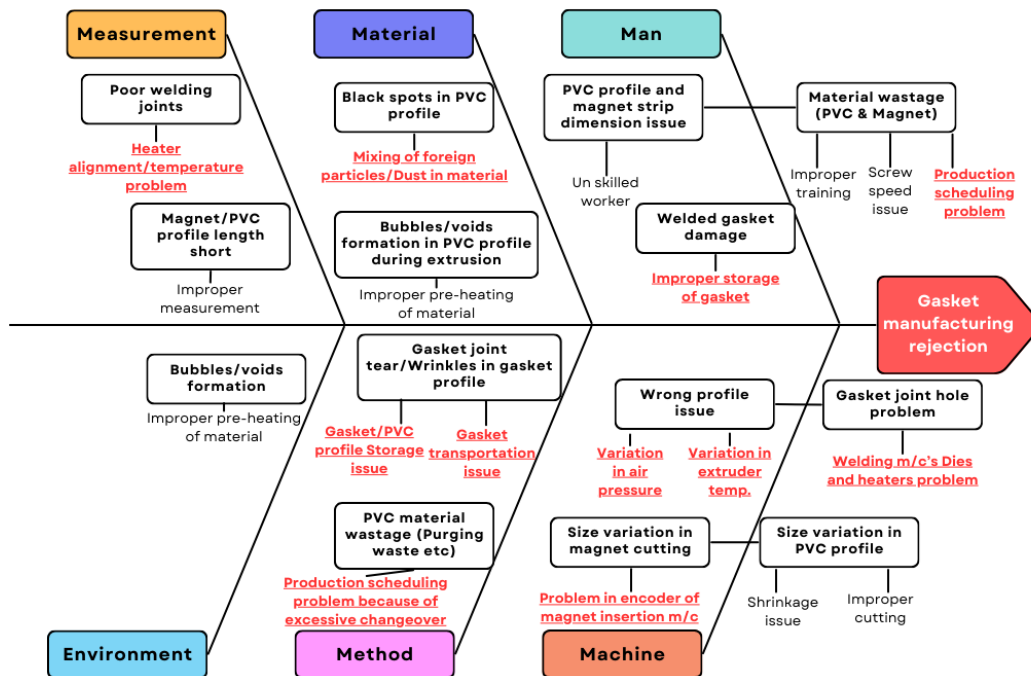 Measurement
Material
Man
Poor welding
joints
Heater
alignment/temperature
problem
Magnet/PVC
profile length
short
Improper
measurement
Black spots in PVC
profile
Mixing of foreign
particles/Dust in material
Bubbles/voids
formation in PVC profile
during extrusion
Improper pre-heating
of material
PVC profile and
magnet strip
dimension issue
Un skilled
worker
Material wastage
(PVC & Magnet)
Improper
training
Screw
speed
issue
Production
scheduling
problem
Welded gasket
damage
Improper storage
of gasket
Gasket
manufacturing
rejection
Bubbles/voids
formation
Improper pre-heating
of material
Gasket joint
tear/Wrinkles in gasket
profile
Gasket/PVC
profile Storage
issue
Gasket
transportation
issue
PVC material
wastage (Purging
waste etc)
Production scheduling
problem because of
excessive changeover
Wrong profile
issue
Variation
in air
pressure
Variation in
extruder
temp.
Gasket joint hole
problem
Welding m/c's Dies
and heaters problem
Size variation in
magnet cutting
Problem in encoder of
magnet insertion m/c
Size variation in
PVC profile
Shrinkage
issue
Improper
cutting
Environment
Method
Machine